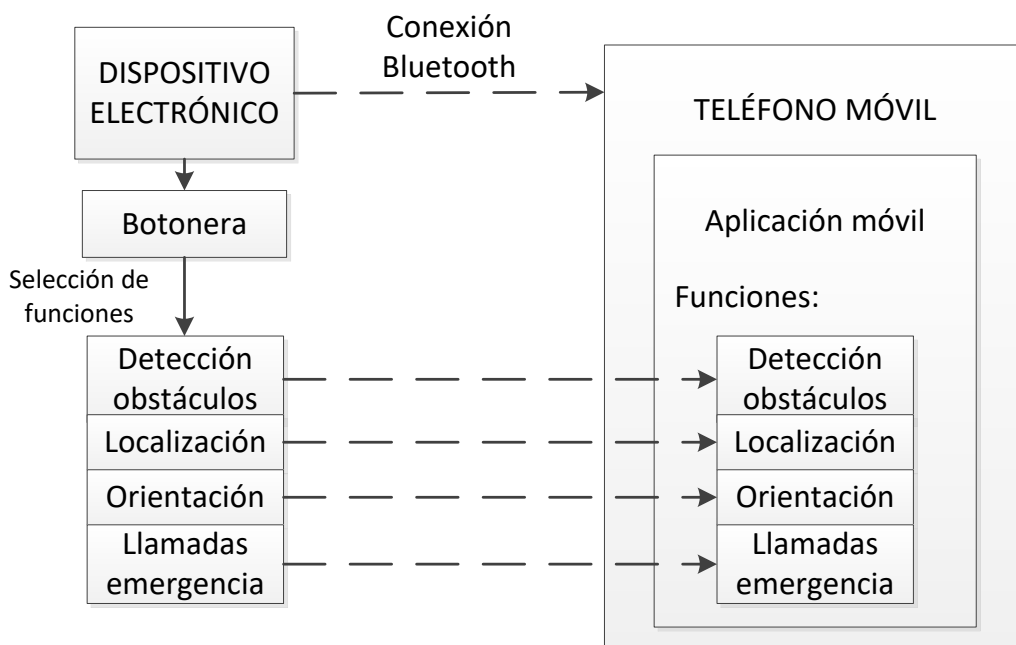 DISPOSITIVO
ELECTRÓNICO
Conexión
Bluetooth
Botonera
Selección de
funciones
Detección
obstáculos
Localización
Orientación
Llamadas
emergencia
TELÉFONO MÓVIL
Aplicación móvil
Funciones:
Detección
obstáculos
Localización
Orientación
Llamadas
emergencia